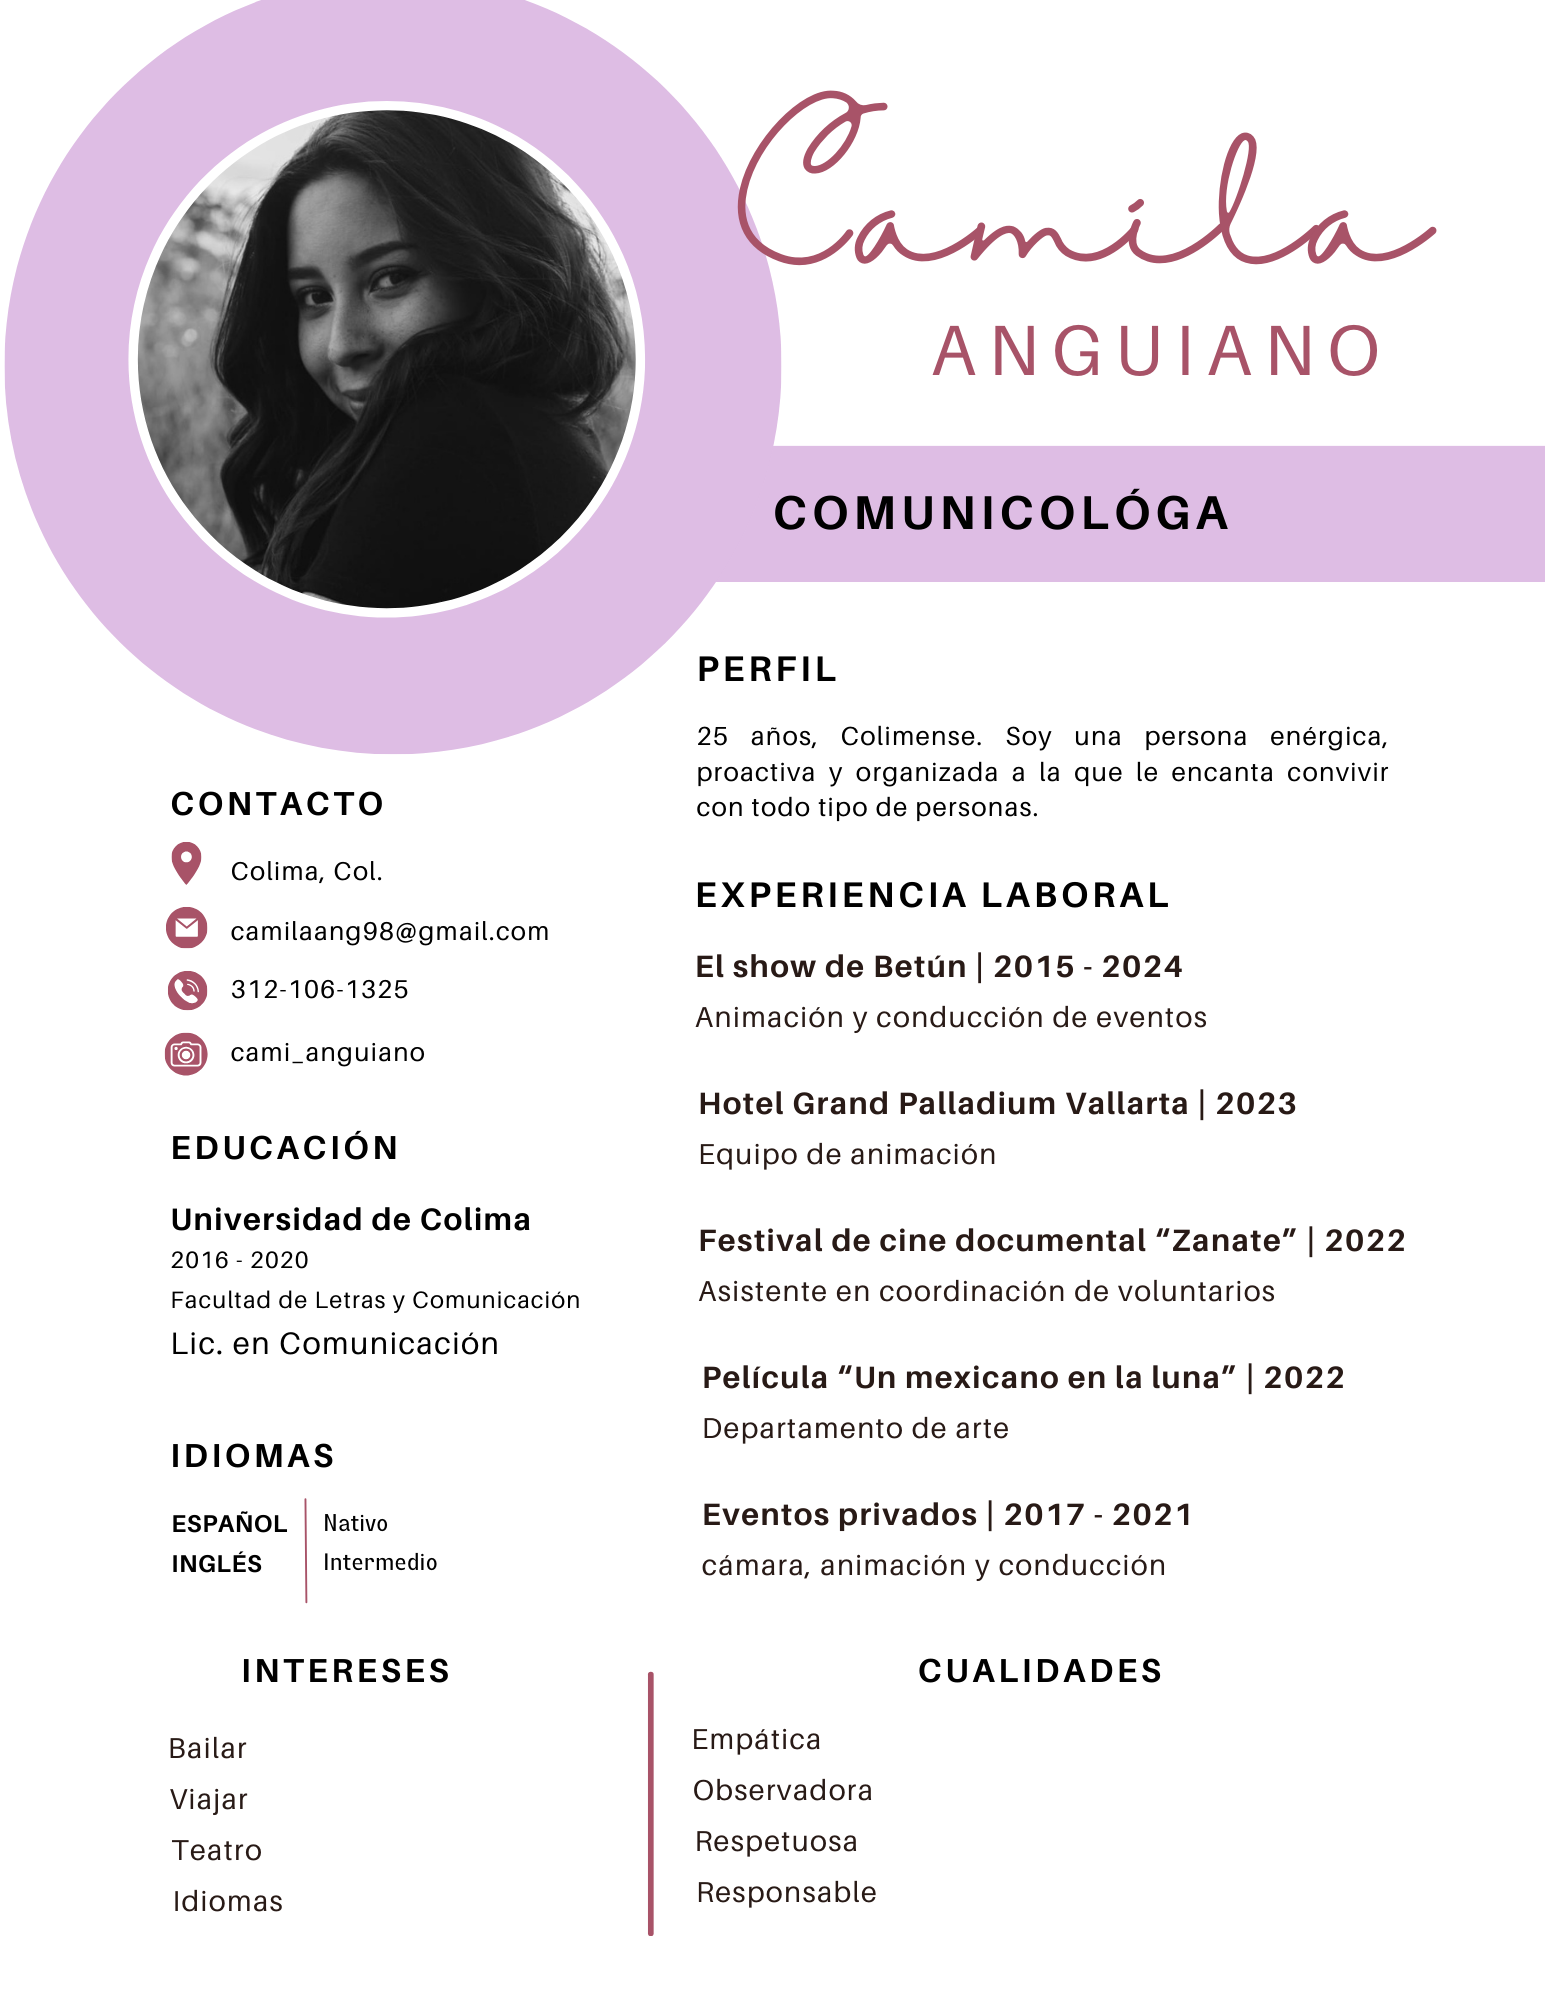 Camila
ANGUIANO
COMUNICOLÓGA
PERFIL
25 años, Colimense. Soy una persona enérgica,
proactiva y organizada a la que le encanta convivir
con todo tipo de personas.
CONTACTO
Colima, Col.
camilaang98@gmail.com
312-106-1325
cami_anguiano
EDUCACIÓN
Universidad de Colima
2016 - 2020
Facultad de Letras y Comunicación
Lic. en Comunicación
IDIOMAS
ESPAÑOL Nativo
INGLÉS Intermedio
EXPERIENCIA LABORAL
El show de Betún | 2015 - 2024
Animación y conducción de eventos
Hotel Grand Palladium Vallarta | 2023
Equipo de animación
Festival de cine documental “Zanate” | 2022
Asistente en coordinación de voluntarios
Película “Un mexicano en la luna” | 2022
Departamento de arte
Eventos privados | 2017 - 2021
cámara, animación y conducción
INTERESES
Bailar
Viajar
Teatro
Idiomas
CUALIDADES
Empática
Observadora
Respetuosa
Responsable